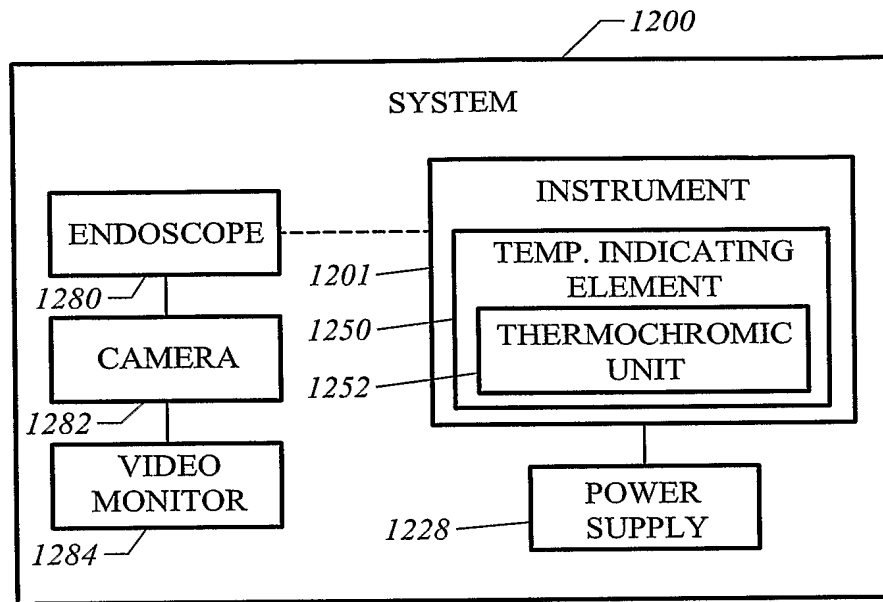 1200
SYSTEM
ENDOSCOPE
1280
CAMERA
1282
VIDEO
MONITOR
1284
INSTRUMENT
1201
TEMP. INDICATING
ELEMENT
1250
THERMOCHROMIC
UNIT
1252
POWER
SUPPLY
1228